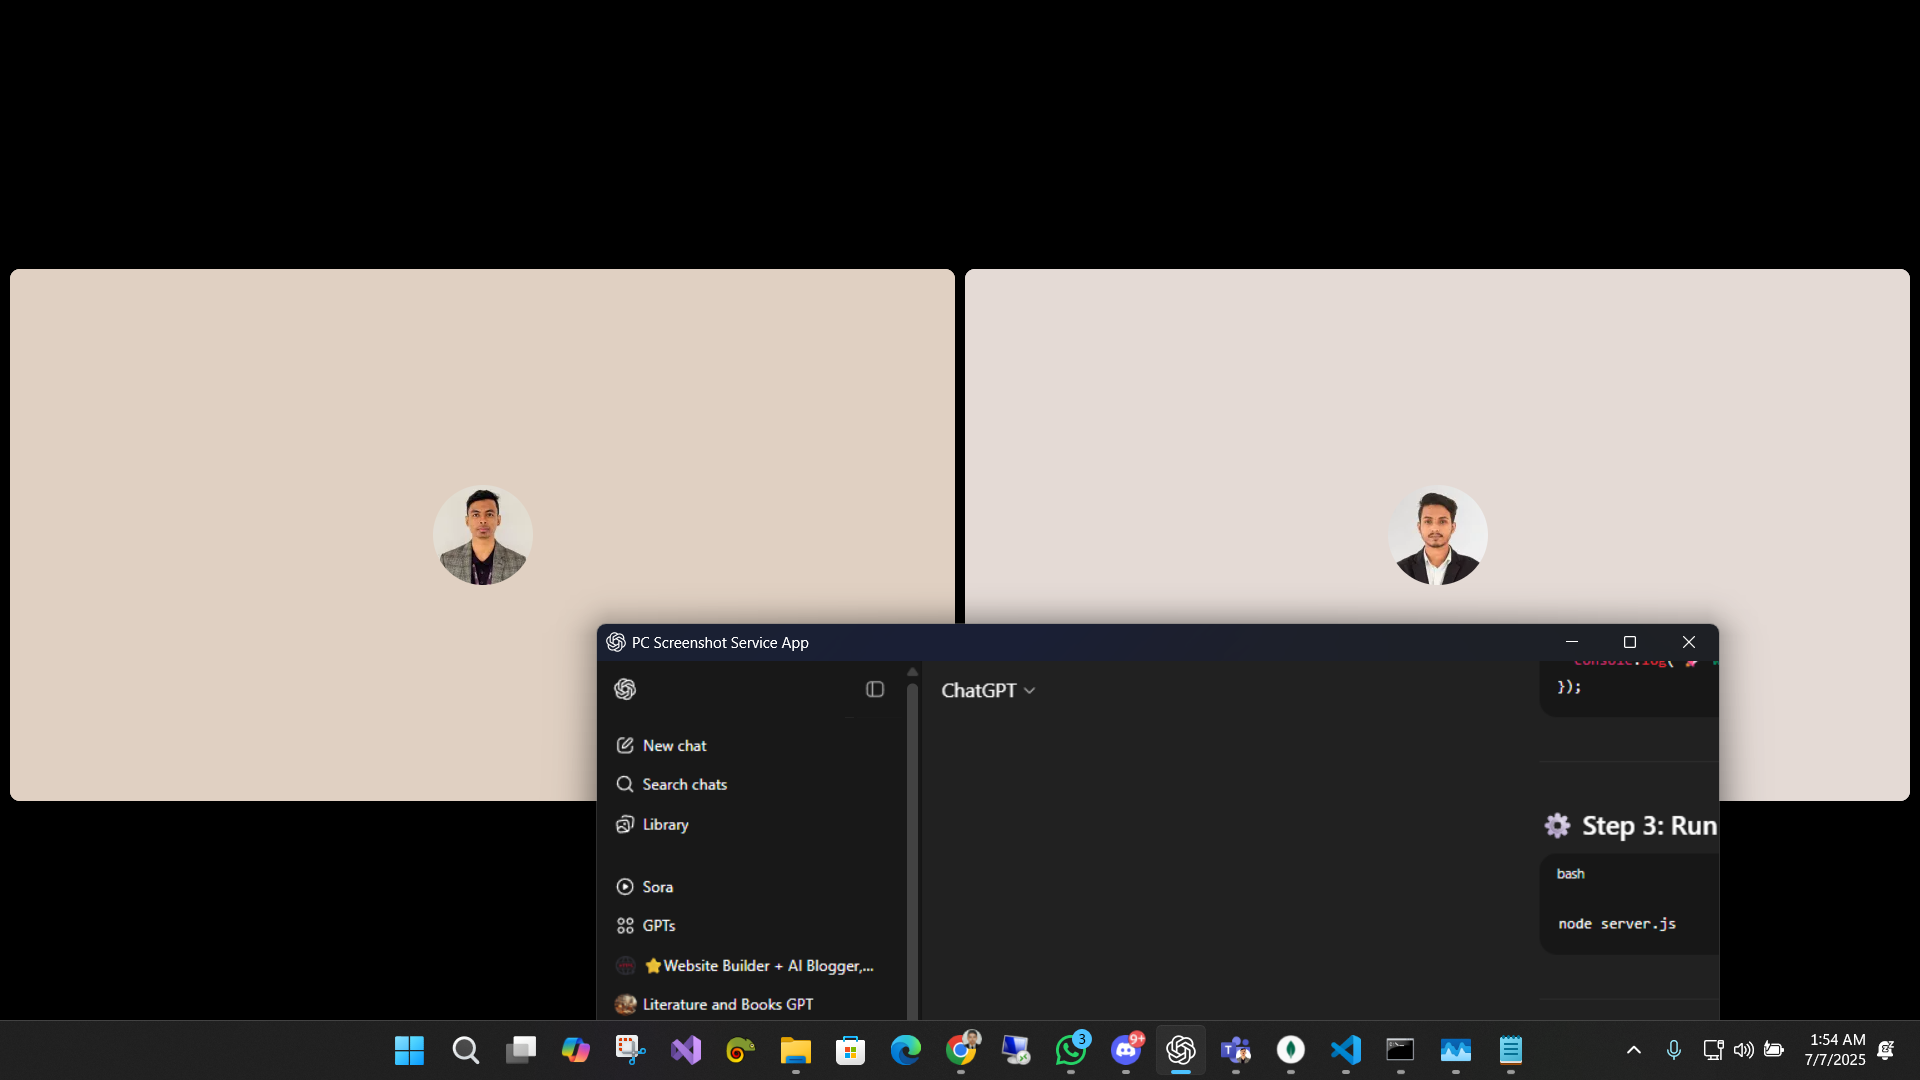 PC Screenshot Service App
ChatGPT
});
New chat
Search chats
Library
Step 3: Run
bash
Sora
node server.js
GPTs
⭐Website Builder + AI Blogger,...
Literature and Books GPT
3
9+
1:54 AM
7/7/2025